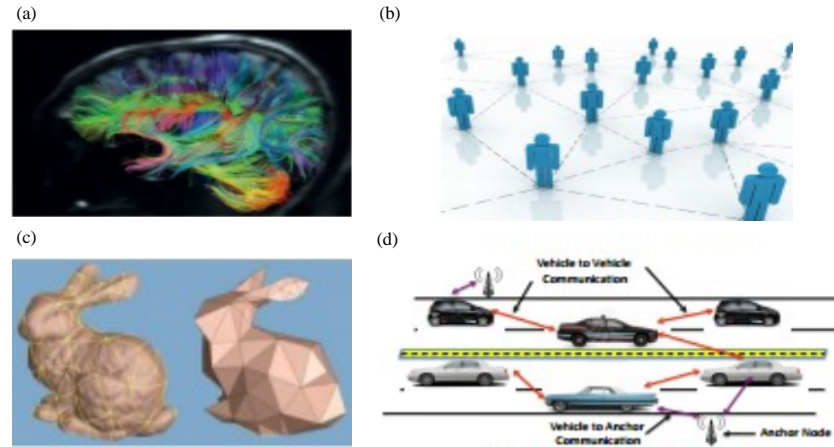 (a)
(b)
(c)
(d)
Vehicle to Vehicle
Communication
Vehicle to Anchor
Communication
Anchor Node